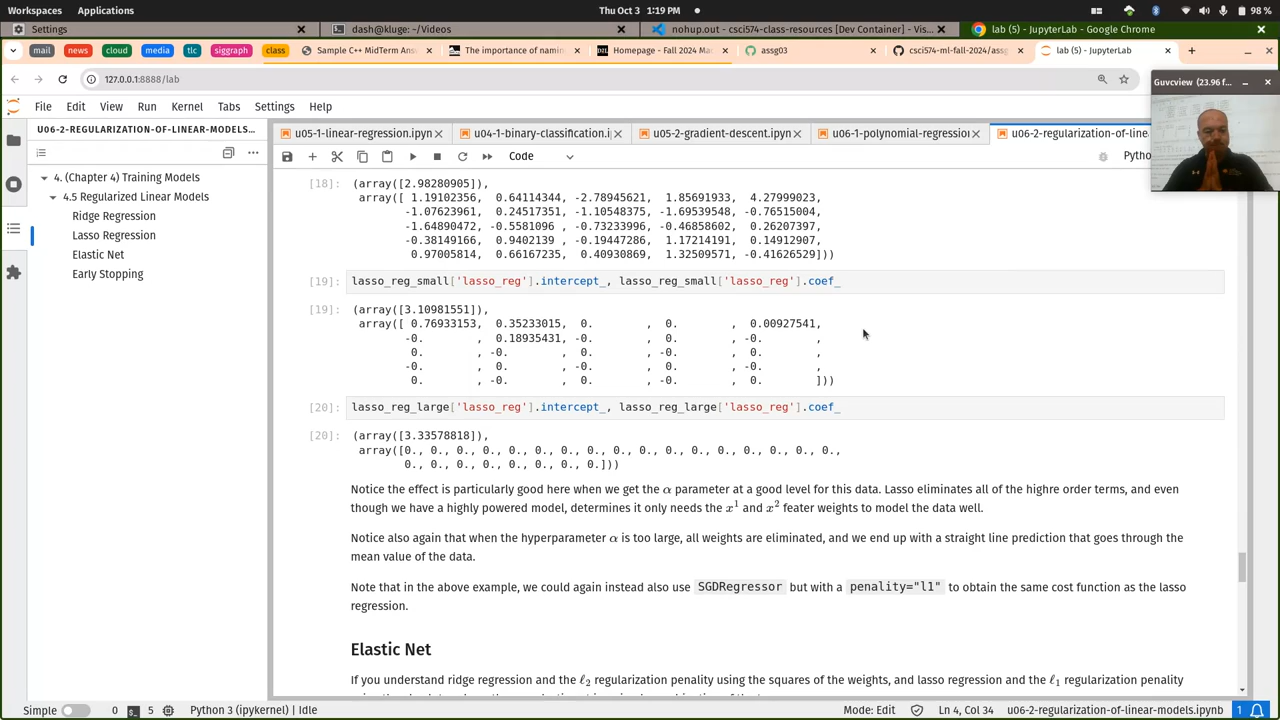 Workspaces Applications Thu Oct 3 1:19 PM 98 %
Settings dash@kluge: ~/Videos nohup.out - csci574-class-resources [Dev Container] - Vis... lab (5) - JupyterLab - Google Chrome
mail news cloud media tlc siggraph class Sample C++ MidTerm Ans The importance of namin Homepage - Fall 2024 Mas assg03 csci574-ml-fall-2024/assg lab (5) - JupyterLab
127.0.0.1:8888/lab
Guvcview (23.96 f...
File Edit View Run Kernel Tabs Settings Help
U06-2-REGULARIZATION-OF-LINEAR-MODELS...
u05-1-linear-regression.ipynb u04-1-binary-classification.i u05-2-gradient-descent.ipynb u06-1-polynomial-regressio u06-2-regularization-of-line
Code Pytho
4. (Chapter 4) Training Models
4.5 Regularized Linear Models
Ridge Regression
Lasso Regression
Elastic Net
Early Stopping
[18]: (array([2.98280905]),
array([ 1.19102356, 0.64114344, -2.78945621, 1.85691933, 4.27999023,
-1.07623961, 0.24517351, -1.10548375, -1.69539548, -0.76515004,
-1.64890472, -0.5581096 , -0.73233996, -0.46859602, 0.26207397,
-0.38149166, 0.9402139 , -0.19447286, 1.17214191, 0.14912907,
0.97005814, 0.66167235, 0.40930869, 1.32509571, -0.41626529]))
[19]: lasso_reg_small['lasso_reg'].intercept_, lasso_reg_small['lasso_reg'].coef_
[19]: (array([3.10981551]),
array([ 0.76933153, 0.35233015, 0. , 0. , 0.00927541,
-0. , 0.18935431, -0. , 0. , -0. ,
0. , -0. , 0. , -0. , 0. ,
-0. , 0. , -0. , 0. , -0. ,
0. , -0. , 0. , -0. , 0. ]))
[20]: lasso_reg_large['lasso_reg'].intercept_, lasso_reg_large['lasso_reg'].coef_
[20]: (array([3.33578818]),
array([0., 0., 0., 0., 0., 0., 0., 0., 0., 0., 0., 0., 0., 0., 0., 0., 0.,
0., 0., 0., 0., 0., 0., 0., 0.]))
Notice the effect is particularly good here when we get the α parameter at a good level for this data. Lasso eliminates all of the highre order terms, and even
though we have a highly powered model, determines it only needs the x¹ and x² feater weights to model the data well.
Notice also again that when the hyperparameter α is too large, all weights are eliminated, and we end up with a straight line prediction that goes through the
mean value of the data.
Note that in the above example, we could again instead also use SGDRegressor but with a penality="l1" to obtain the same cost function as the lasso
regression.
Elastic Net
If you understand ridge regression and the ℓ₂ regularization penality using the squares of the weights, and lasso regression and the ℓ₁ regularization penality
Simple 0 5 Python 3 (ipykernel) | Idle Mode: Edit Ln 4, Col 34 u06-2-regularization-of-linear-models.ipynb 1